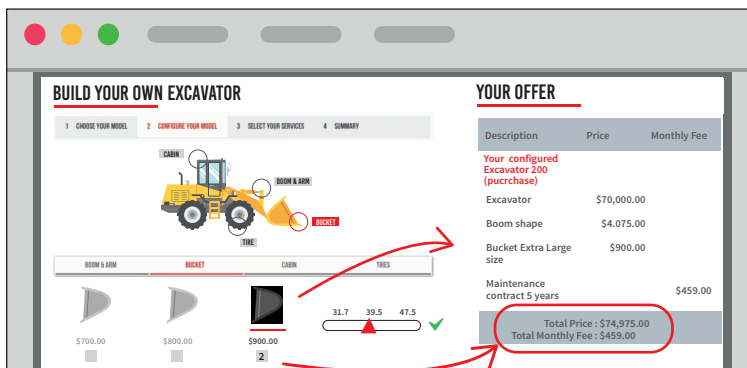 BUILD YOUR OWN EXCAVATOR
1 CHOOSE YOUR MODEL 2 CONFIGURE YOUR MODEL 3 SELECT YOUR SERVICES 4 SUMMARY
CABIN
BOOM & ARM
BUCKET
TIRE
BOOM & ARM BUCKET CABIN TIRES
31.7 39.5 47.5
$700.00 $800.00 $900.00
2
YOUR OFFER
Description Price Monthly Fee
Your configured
Excavator 200
(pucrchase)
Excavator $70,000.00
Boom shape $4.075.00
Bucket Extra Large $900.00
size
Maintenance
contract 5 years $459.00
Total Price : $74,975.00
Total Monthly Fee : $459.00